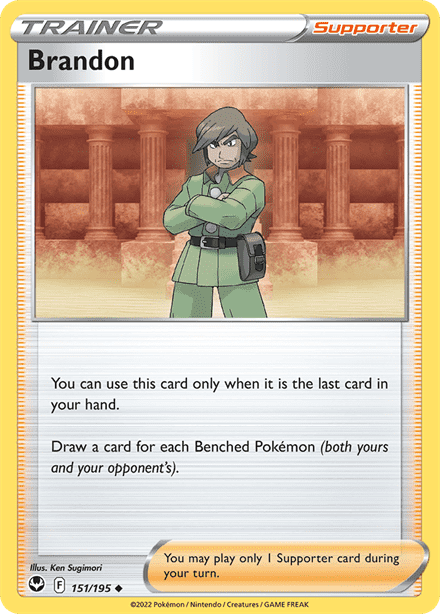 TRAINER Supporter
Brandon
You can use this card only when it is the last card in
your hand.
Draw a card for each Benched Pokémon (both yours
and your opponent's).
Illus. Ken Sugimori
You may play only 1 Supporter card during
your turn.
F 151/195
©2022 Pokémon / Nintendo / Creatures / GAME FREAK